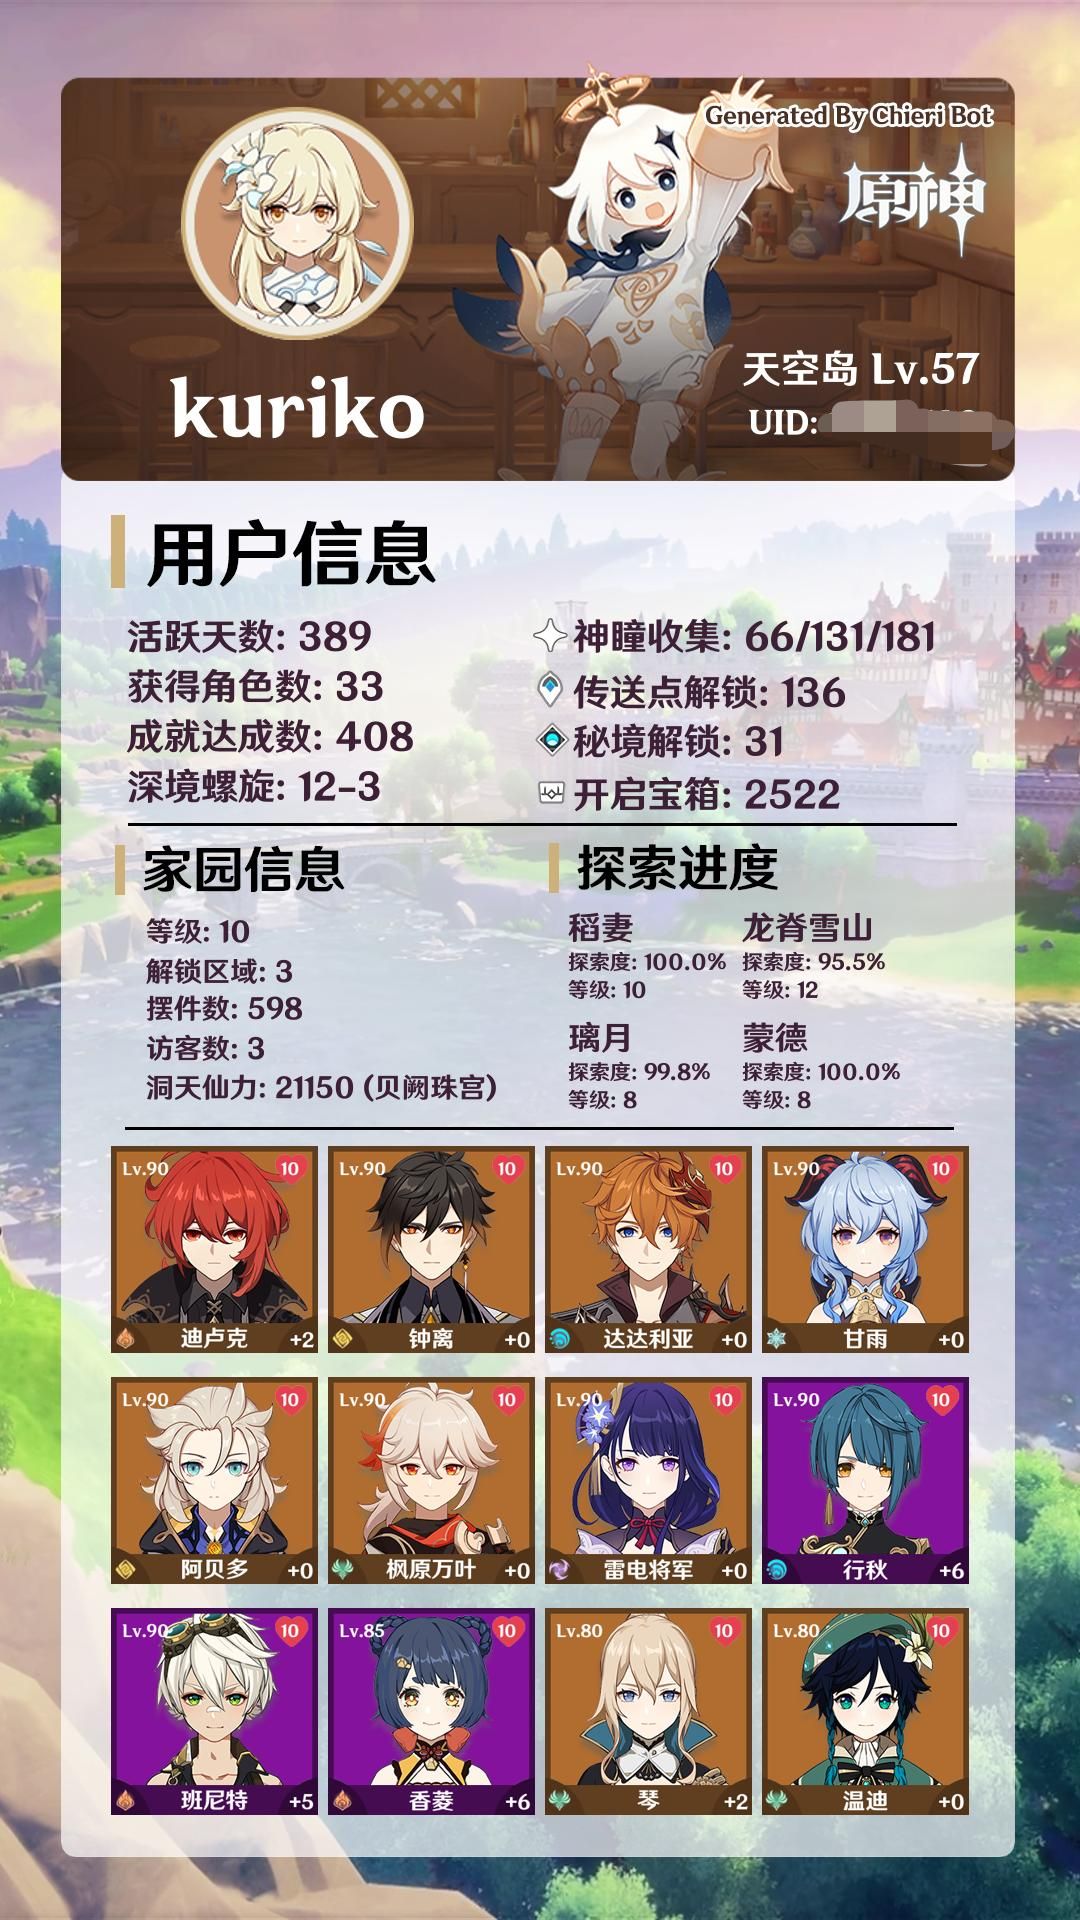 Generated By Chieri Bot
原神
kuriko
天空岛 Lv.57
UID:
用户信息
活跃天数: 389
获得角色数: 33
成就达成数: 408
深境螺旋: 12-3
神瞳收集: 66/131/181
传送点解锁: 136
秘境解锁: 31
开启宝箱: 2522
家园信息
等级: 10
解锁区域: 3
摆件数: 598
访客数: 3
洞天仙力: 21150 (贝阙珠宫)
探索进度
稻妻
探索度: 100.0%
等级: 10
龙脊雪山
探索度: 95.5%
等级: 12
璃月
探索度: 99.8%
等级: 8
蒙德
探索度: 100.0%
等级: 8
Lv.90 10
迪卢克 +2
Lv.90 10
钟离 +0
Lv.90 10
达达利亚 +0
Lv.90 10
甘雨 +0
Lv.90 10
阿贝多 +0
Lv.90 10
枫原万叶 +0
Lv.90 10
雷电将军 +0
Lv.90 10
行秋 +6
Lv.90 10
班尼特 +5
Lv.85 10
香菱 +6
Lv.80 10
琴 +2
Lv.80 10
温迪 +0